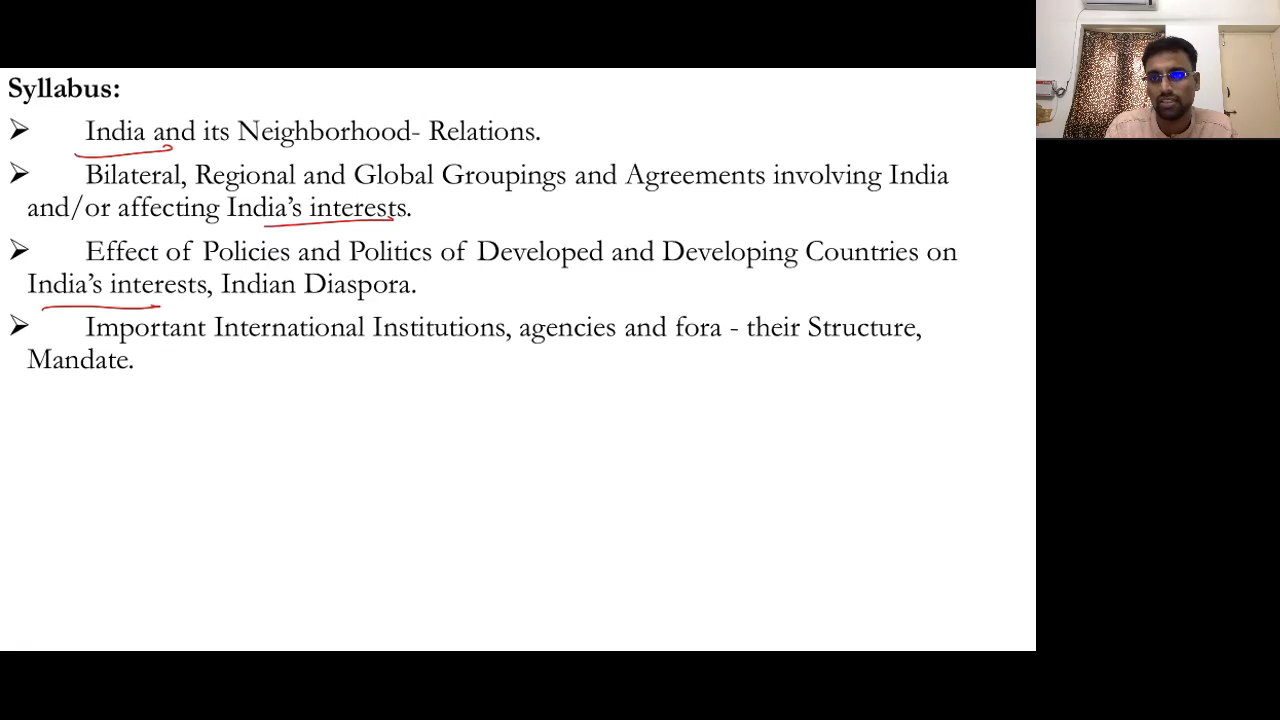 Syllabus:
➢ India and its Neighborhood- Relations.
➢ Bilateral, Regional and Global Groupings and Agreements involving India
and/or affecting India’s interests.
➢ Effect of Policies and Politics of Developed and Developing Countries on
India’s interests, Indian Diaspora.
➢ Important International Institutions, agencies and fora - their Structure,
Mandate.